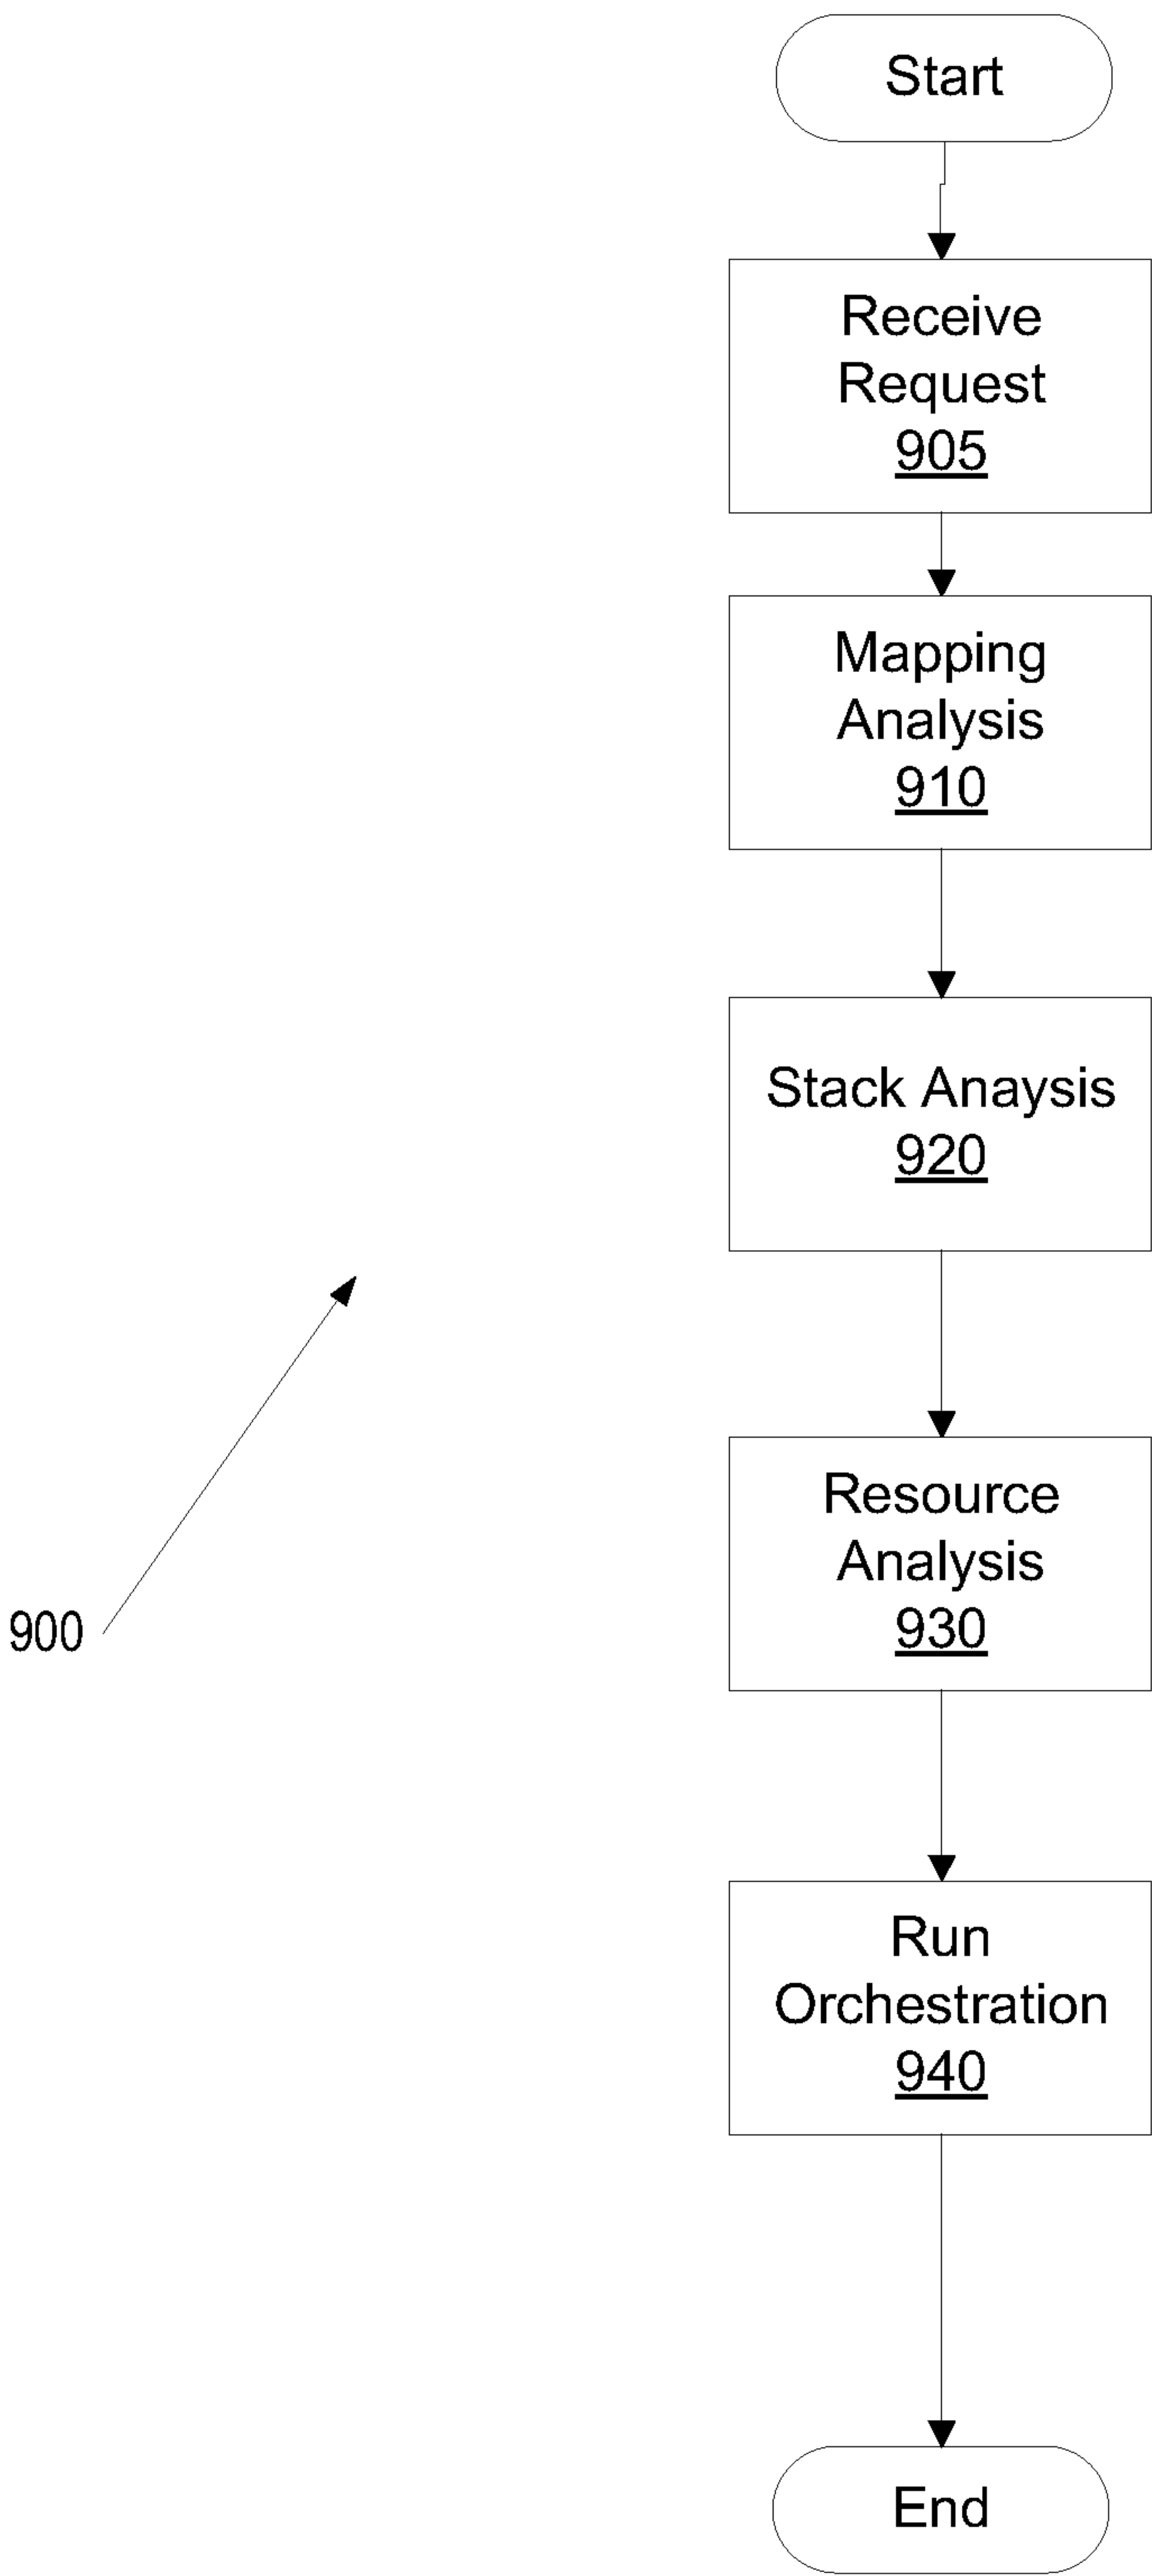 Start
Receive
Request
905
Mapping
Analysis
910
Stack Anaysis
920
Resource
Analysis
930
900
Run
Orchestration
940
End